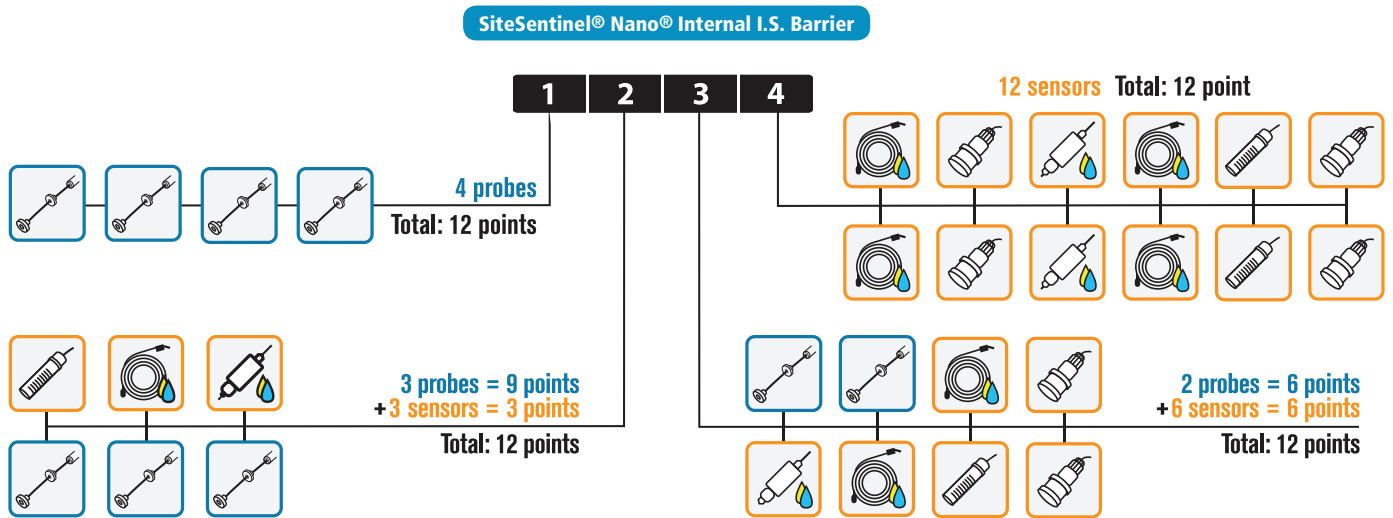 SiteSentinel® Nano® Internal I.S. Barrier
1 2 3 4
12 sensors Total: 12 point
4 probes
Total: 12 points
3 probes = 9 points
+3 sensors = 3 points
Total: 12 points
2 probes = 6 points
+6 sensors = 6 points
Total: 12 points